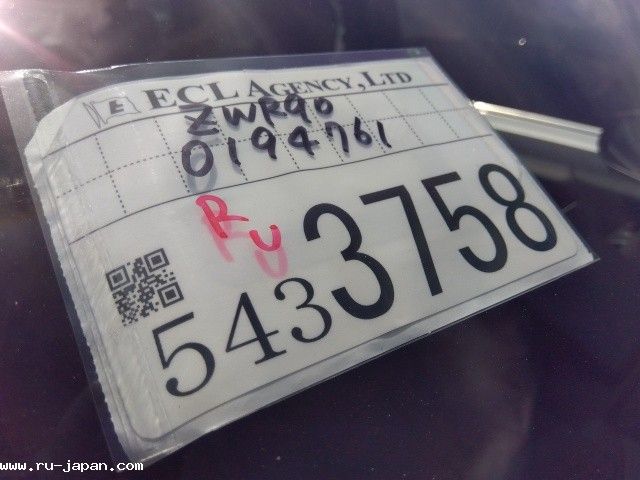 E ECL AGENCY,LTD
ZWR90
0194761
RU
5433758
www.ru-japan.com